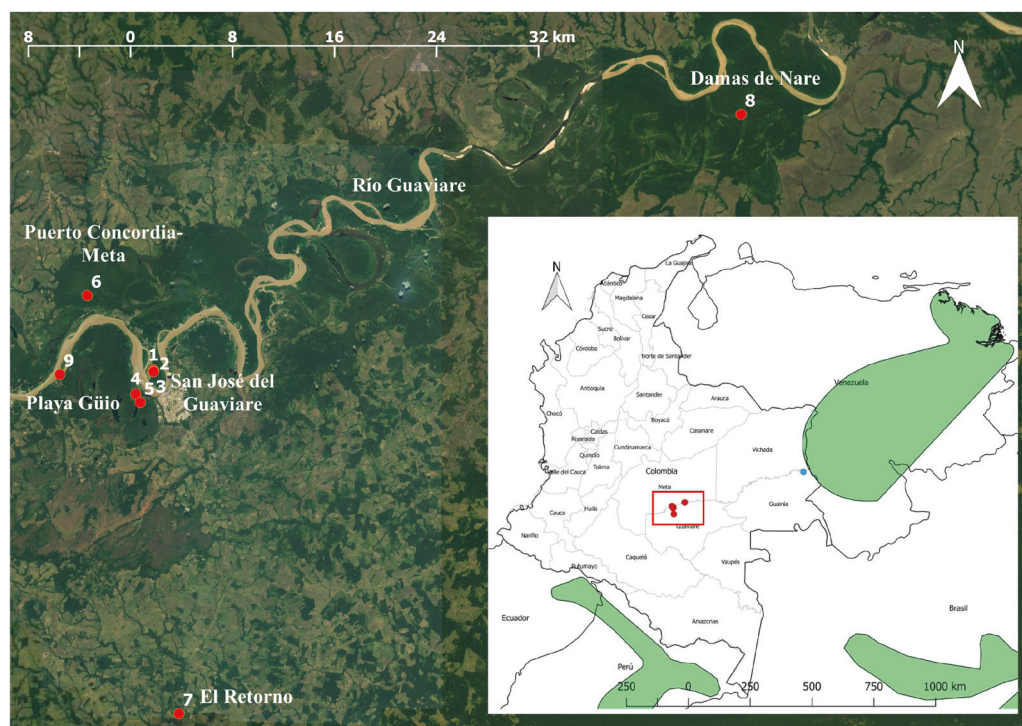 8 0 8 16 24 32 km
N
Damas de Nare
8
Río Guaviare
Puerto Concordia-
Meta
6
9
1
2
4
53
San José del
Guaviare
Playa Güio
7 El Retorno
N
La Guajira
Atlántico
Magdalena
Cesar
Sucre
Bolívar
Córdoba
Norte de Santander
Venezuela
Antioquia
Santander
Arauca
Chocó
Boyacá
Caldas
Casanare
Risaralda
Cundinamarca
Vichada
Quindío
Tolima
Valle del Cauca
Colombia
Meta
Guainía
Cauca
Huila
Guaviare
Nariño
Caquetá
Vaupés
Putumayo
Ecuador
Amazonas
Brasil
Perú
250 0 250 500 750 1000 km